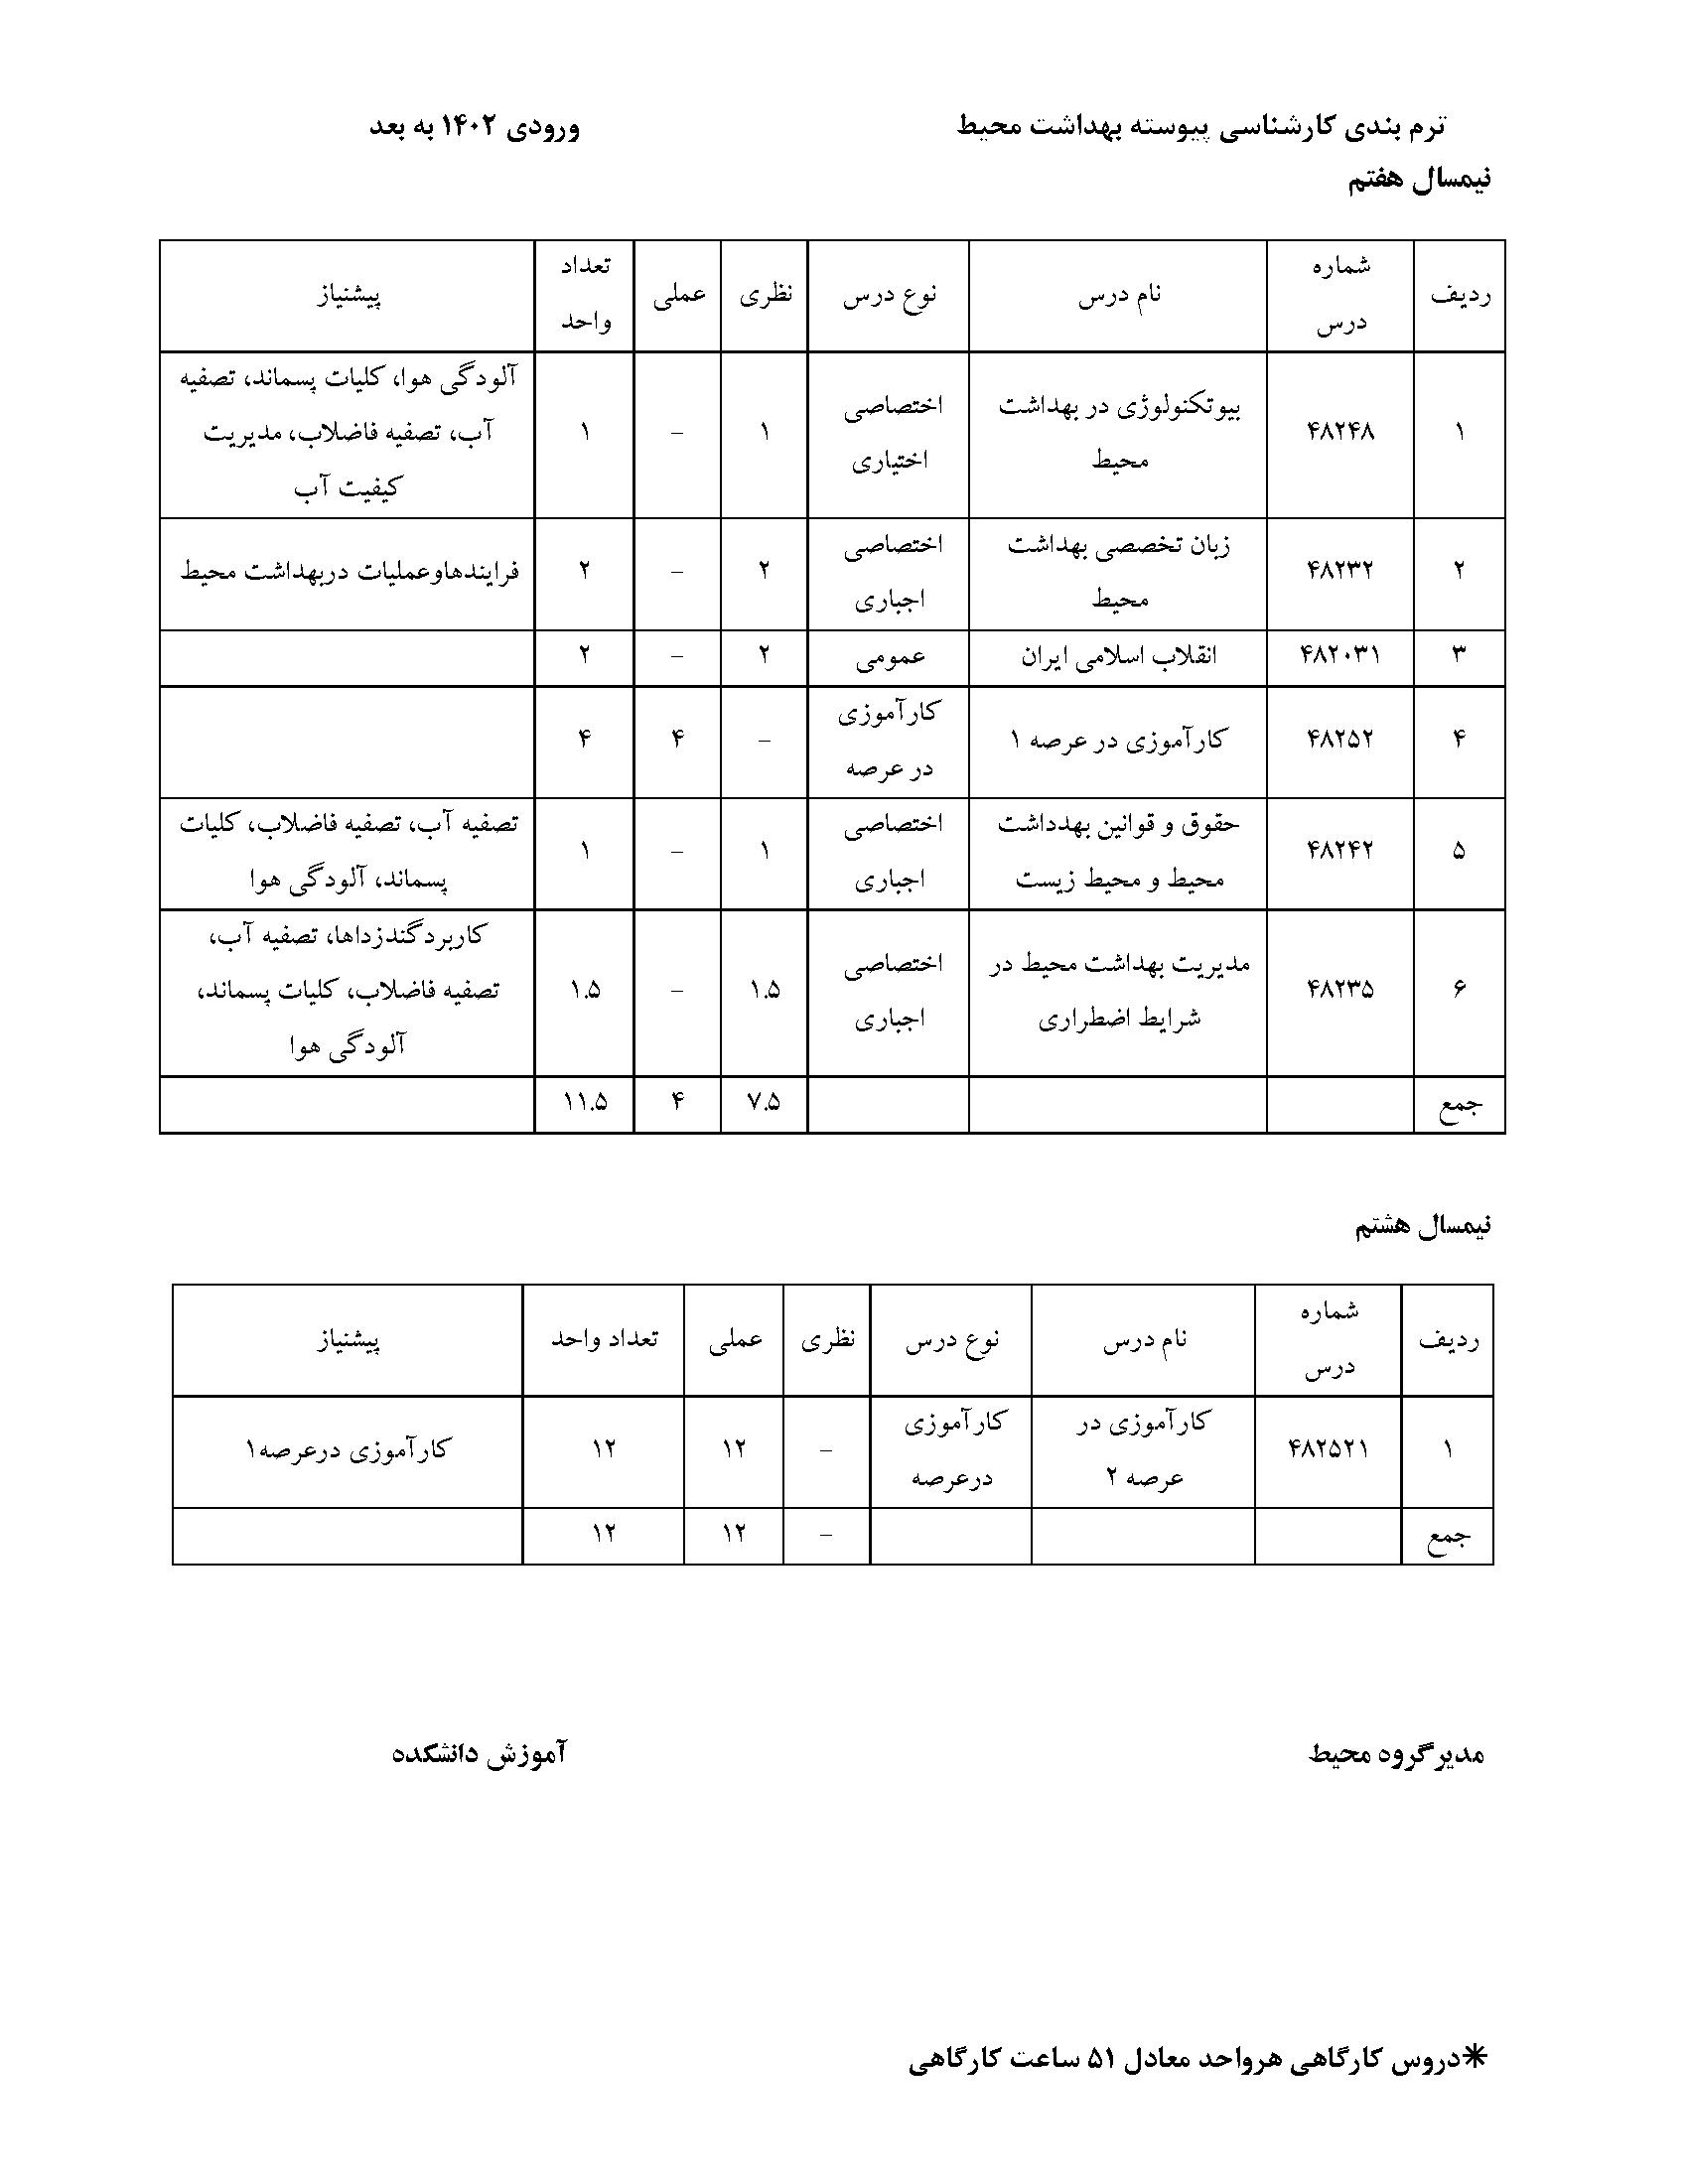 ترم بندی کارشناسی پیوسته بهداشت محیط ورودی ۱۴۰۲ به بعد
نیمسال هفتم
ردیف شماره درس نام درس نوع درس نظری عملی تعداد واحد پیشنیاز
۱ ۴۸۲۴۸ بیوتکنولوژی در بهداشت محیط اختصاصی اختیاری ۱ – ۱ آلودگی هوا، کلیات پسماند، تصفیه آب، تصفیه فاضلاب، مدیریت کیفیت آب
۲ ۴۸۲۳۲ زبان تخصصی بهداشت محیط اختصاصی اجباری ۲ – ۲ فرایندهاوعملیات دربهداشت محیط
۳ ۴۸۲۰۳۱ انقلاب اسلامی ایران عمومی ۲ – ۲
۴ ۴۸۲۵۲ کارآموزی در عرصه ۱ کارآموزی در عرصه – ۴ ۴
۵ ۴۸۲۴۲ حقوق و قوانین بهدداشت محیط و محیط زیست اختصاصی اجباری ۱ – ۱ تصفیه آب، تصفیه فاضلاب، کلیات پسماند، آلودگی هوا
۶ ۴۸۲۳۵ مدیریت بهداشت محیط در شرایط اضطراری اختصاصی اجباری ۱.۵ – ۱.۵ کاربردگندزداها، تصفیه آب، تصفیه فاضلاب، کلیات پسماند، آلودگی هوا
جمع ۷.۵ ۴ ۱۱.۵
نیمسال هشتم
ردیف شماره درس نام درس نوع درس نظری عملی تعداد واحد پیشنیاز
۱ ۴۸۲۵۲۱ کارآموزی در عرصه ۲ کارآموزی درعرصه – ۱۲ ۱۲ کارآموزی درعرصه۱
جمع – ۱۲ ۱۲
مدیرگروه محیط آموزش دانشکده
✳دروس کارگاهی هرواحد معادل ۵۱ ساعت کارگاهی